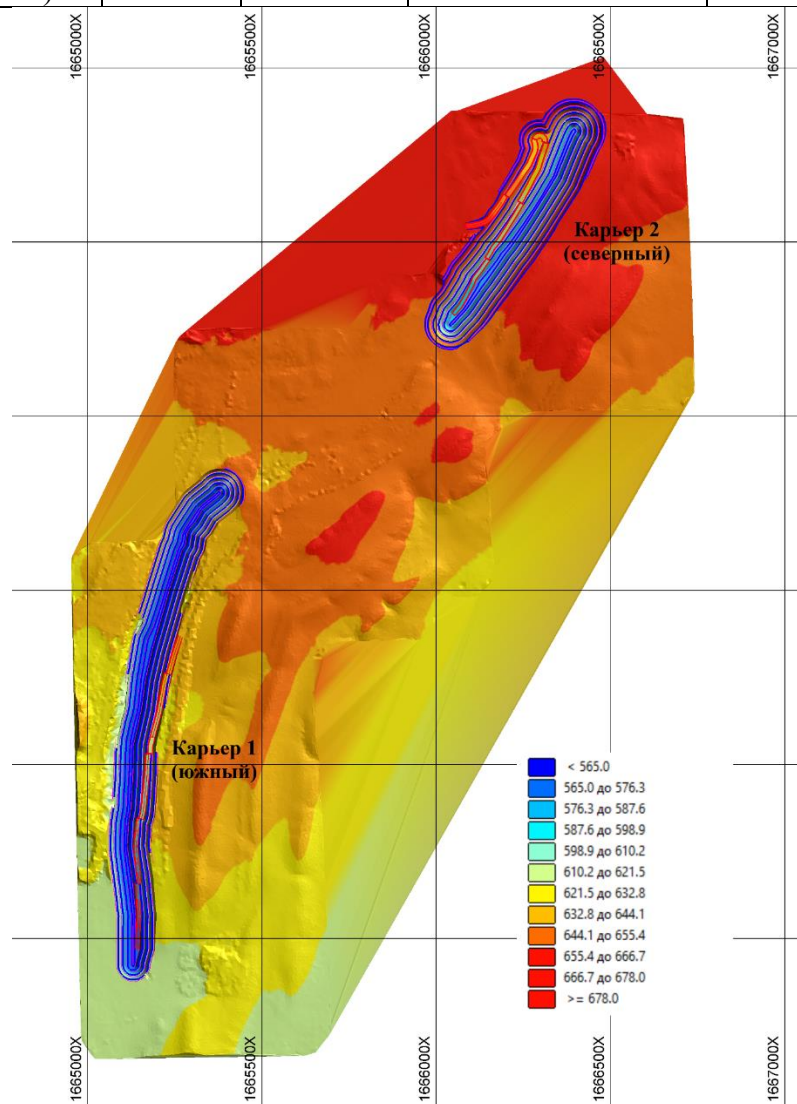 )
1665000X
1665500X
1666000X
1666500X
1667000X
Карьер 2
(северный)
Карьер 1
(южный)
< 565.0
565.0 до 576.3
576.3 до 587.6
587.6 до 598.9
598.9 до 610.2
610.2 до 621.5
621.5 до 632.8
632.8 до 644.1
644.1 до 655.4
655.4 до 666.7
666.7 до 678.0
>= 678.0
1665000X
1665500X
1666000X
1666500X
1667000X